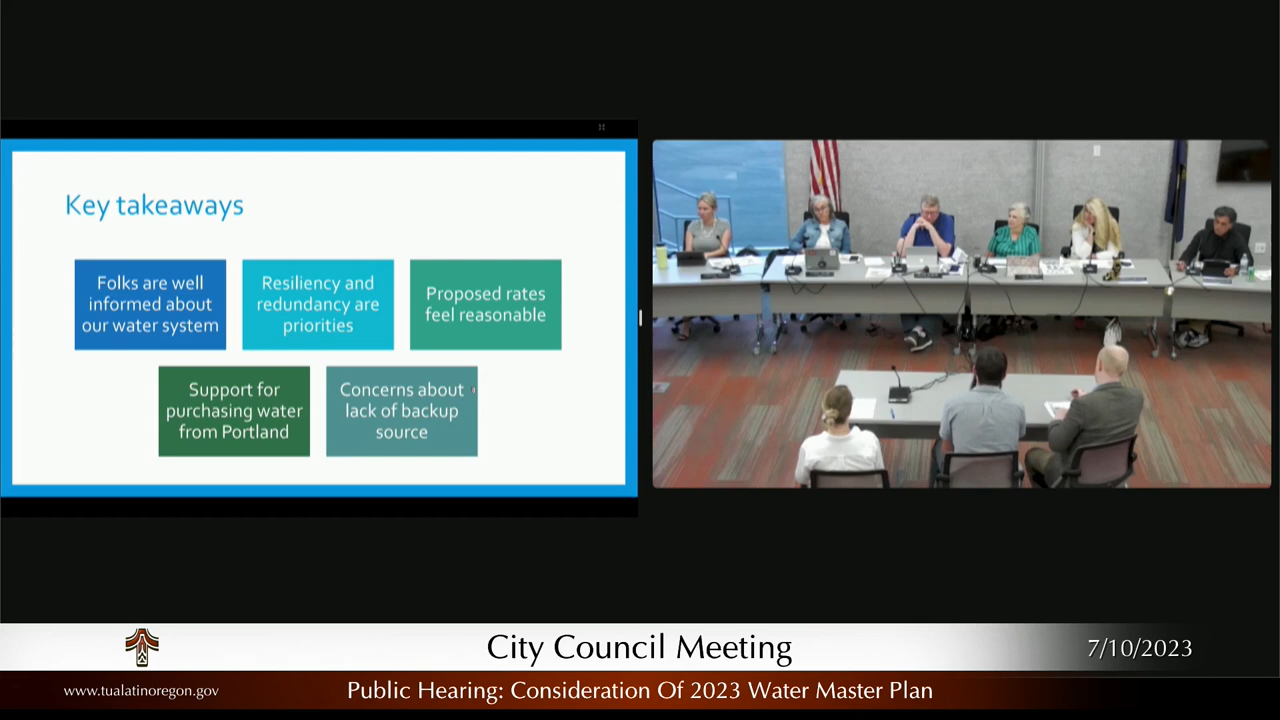 Key takeaways
Folks are well
informed about
our water system
Resiliency and
redundancy are
priorities
Proposed rates
feel reasonable
Support for
purchasing water
from Portland
Concerns about
lack of backup
source
City Council Meeting
7/10/2023
www.tualatinoregon.gov
Public Hearing: Consideration Of 2023 Water Master Plan